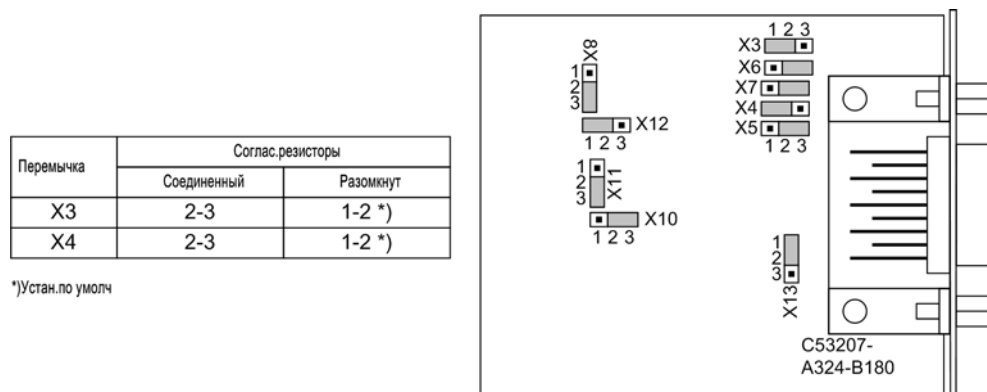 Перемычка
Соглас.резисторы
Соединенный
Разомкнут
X3 2-3 1-2 *)
X4 2-3 1-2 *)
*)Устан.по умолч
1 2 3
X3
X6
X7
X4
X5
1 2 3
X8
1
2
3
X12
1 2 3
1
2
3
X11
X10
1 2 3
1
2
3
X13
C53207-
A324-B180